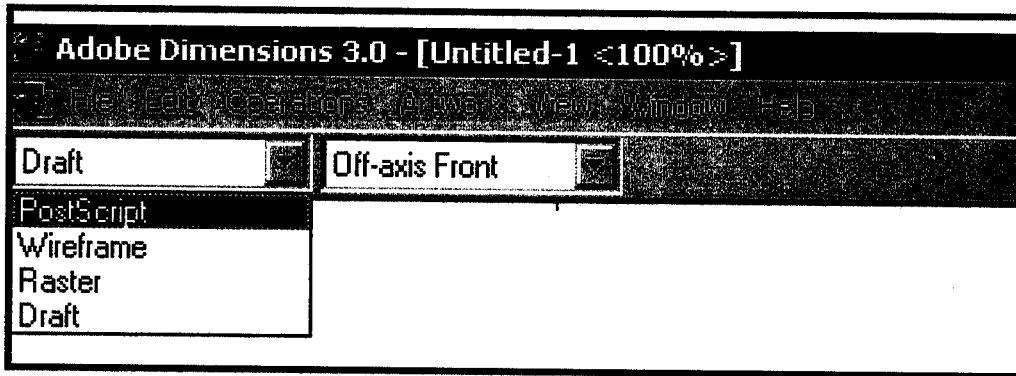 Adobe Dimensions 3.0 - [Untitled-1 <100%>]
File Edit Operations Artwork View Window Help
Draft Off-axis Front
PostScript
Wireframe
Raster
Draft